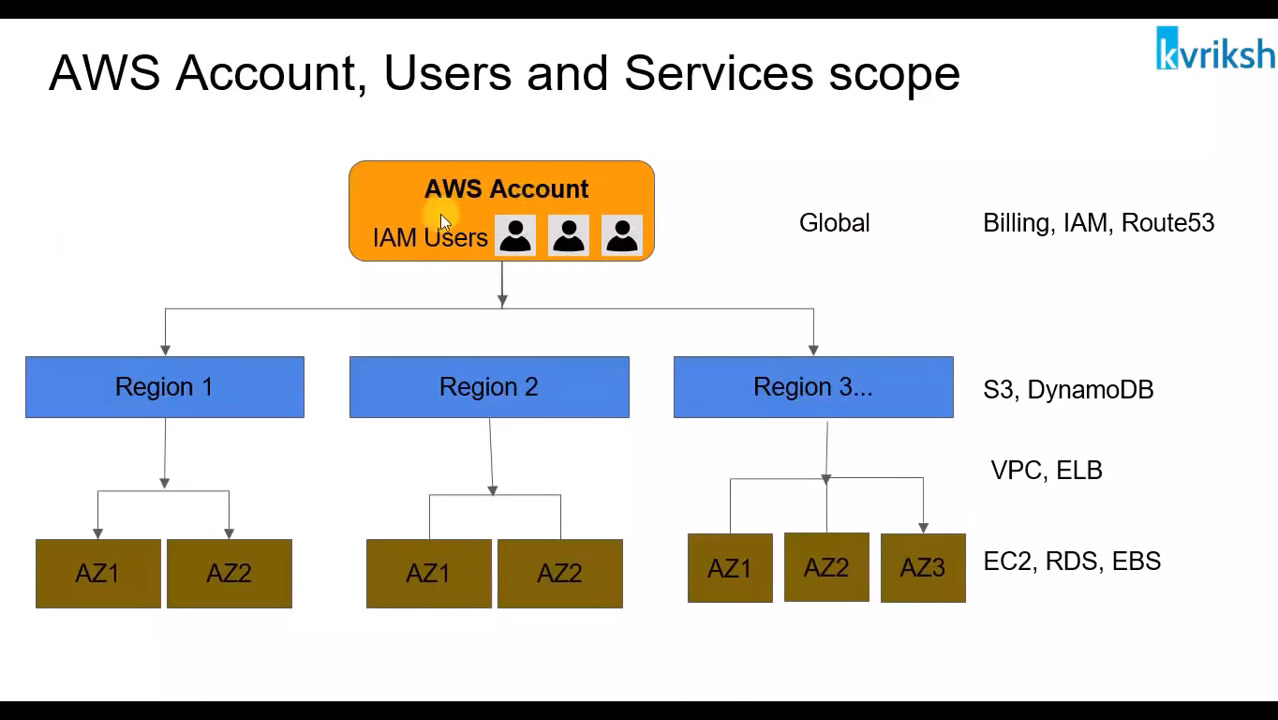 kvriksh
AWS Account, Users and Services scope
AWS Account
IAM Users
Global
Billing, IAM, Route53
Region 1
Region 2
Region 3...
S3, DynamoDB
VPC, ELB
AZ1
AZ2
AZ1
AZ2
AZ1
AZ2
AZ3
EC2, RDS, EBS